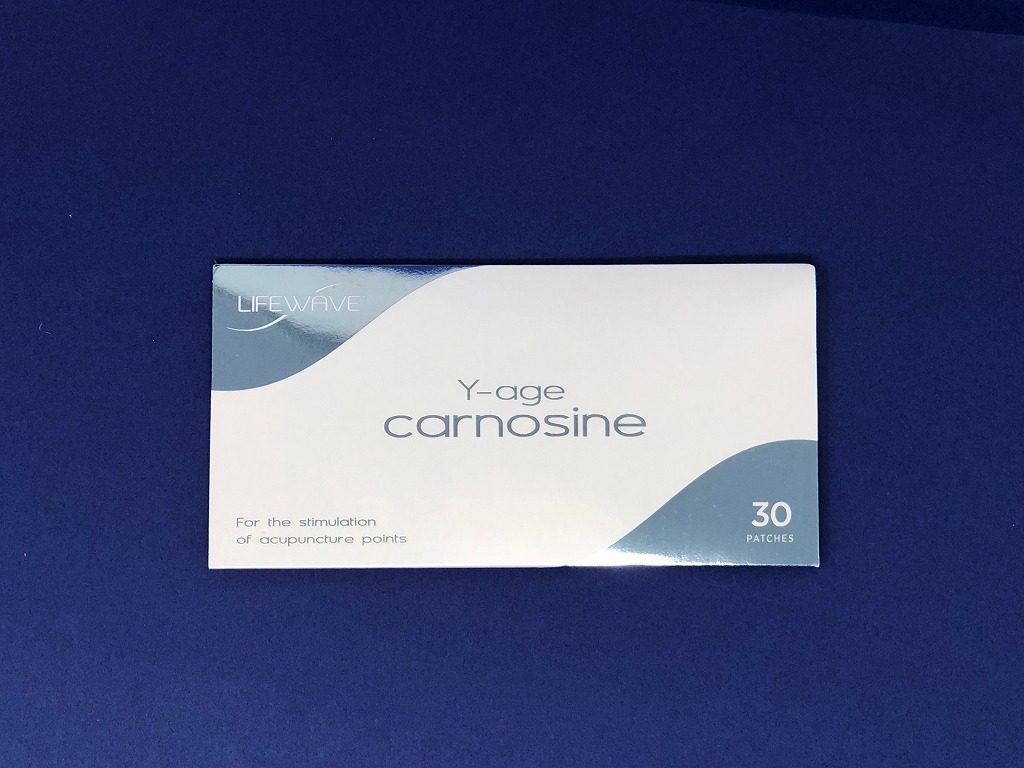 LIFEWAVE
Y-age
carnosine
For the stimulation
of acupuncture points
30
PATCHES